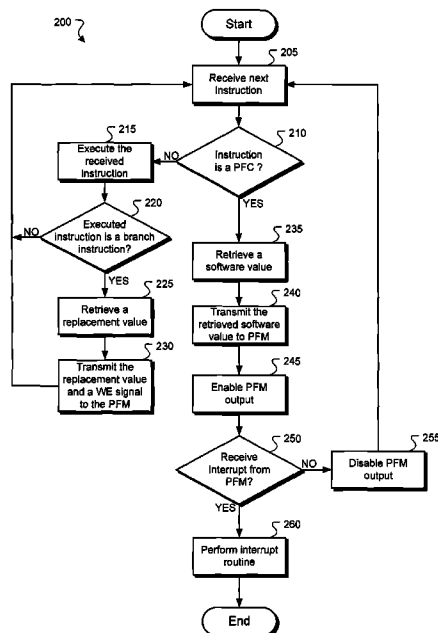 200
Start
205
Receive next
Instruction
210
Instruction
is a PFC ?
NO
YES
215
Execute the
received
Instruction
220
Executed
instruction is a branch
instruction?
NO
YES
225
Retrieve a
replacement value
230
Transmit the
replacement value
and a WE signal
to the PFM
235
Retrieve a
software value
240
Transmit the
retrieved software
value to PFM
245
Enable PFM
output
250
Receive
Interrupt from
PFM?
NO
YES
255
Disable PFM
output
260
Perform interrupt
routine
End